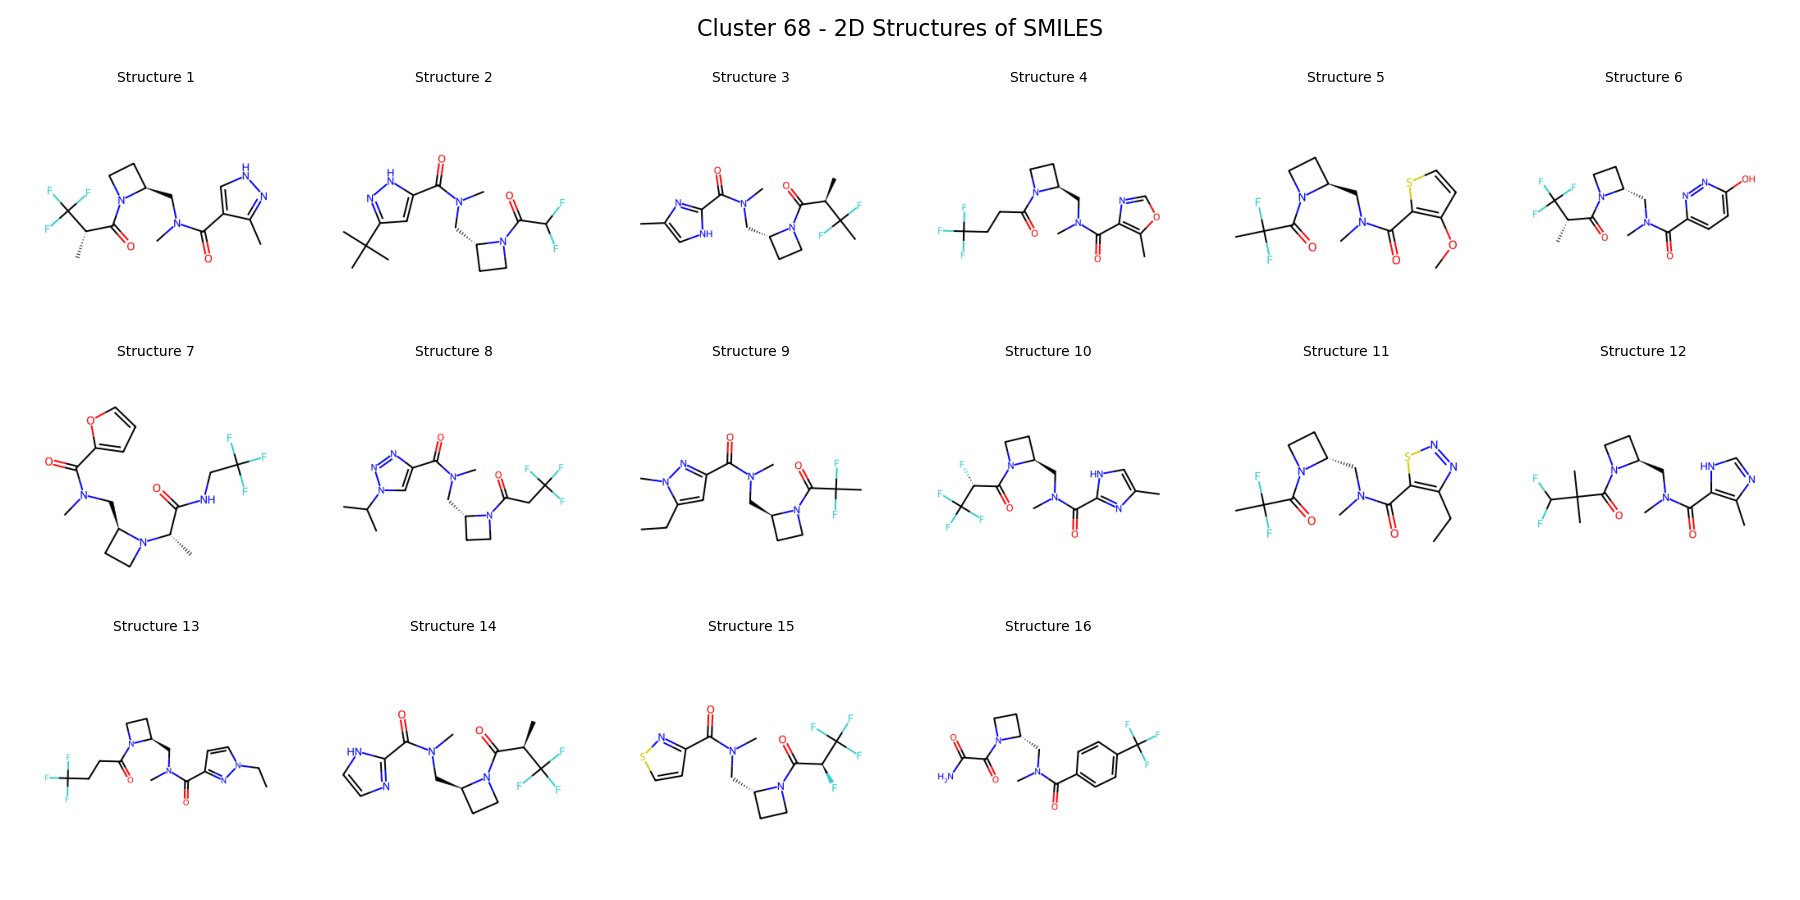 Cluster 68 - 2D Structures of SMILES
Structure 1 Structure 2 Structure 3 Structure 4 Structure 5 Structure 6
Structure 7 Structure 8 Structure 9 Structure 10 Structure 11 Structure 12
Structure 13 Structure 14 Structure 15 Structure 16